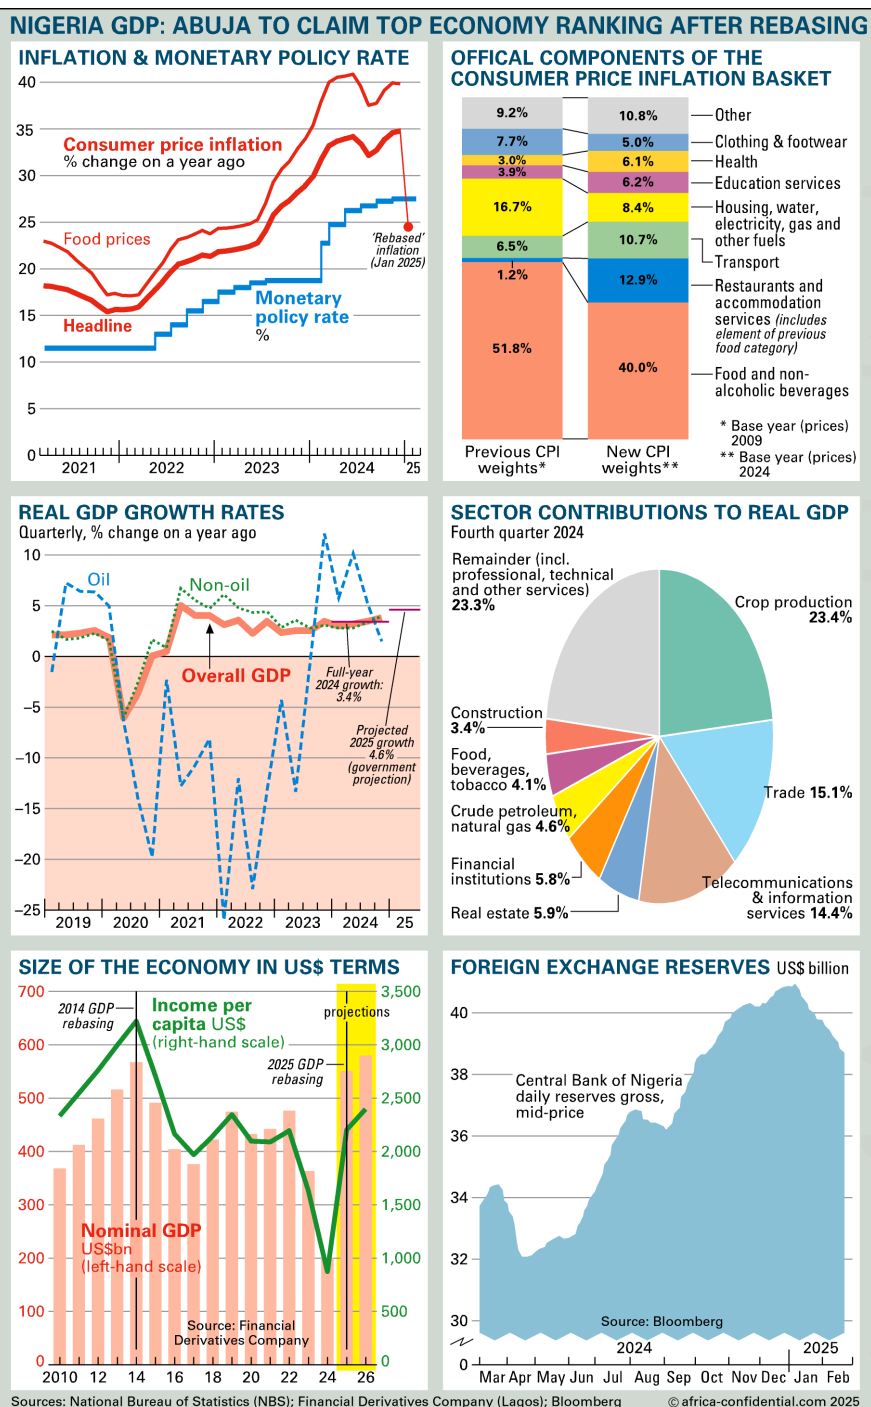 NIGERIA GDP: ABUJA TO CLAIM TOP ECONOMY RANKING AFTER REBASING
INFLATION & MONETARY POLICY RATE
40
35
30
25
20
15
10
5
0
Consumer price inflation
% change on a year ago
Food prices
Headline
'Rebased'
inflation
(Jan 2025)
Monetary
policy rate
%
2021 2022 2023 2024 25
OFFICAL COMPONENTS OF THE
CONSUMER PRICE INFLATION BASKET
9.2%
7.7%
3.0%
3.9%
16.7%
6.5%
1.2%
51.8%
10.8%
5.0%
6.1%
6.2%
8.4%
10.7%
12.9%
40.0%
Other
Clothing & footwear
Health
Education services
Housing, water,
electricity, gas and
other fuels
Transport
Restaurants and
accommodation
services (includes
element of previous
food category)
Food and non-
alcoholic beverages
* Base year (prices)
2009
** Base year (prices)
2024
Previous CPI
weights*
New CPI
weights**
REAL GDP GROWTH RATES
Quarterly, % change on a year ago
10
5
0
−5
−10
−15
−20
−25
Oil
Non-oil
Overall GDP
Full-year
2024 growth:
3.4%
Projected
2025 growth
4.6%
(government
projection)
2019 2020 2021 2022 2023 2024 25
SECTOR CONTRIBUTIONS TO REAL GDP
Fourth quarter 2024
Remainder (incl.
professional, technical
and other services)
23.3%
Crop production
23.4%
Construction
3.4%
Food,
beverages,
tobacco 4.1%
Trade 15.1%
Crude petroleum,
natural gas 4.6%
Financial
institutions 5.8%
Real estate 5.9%
Telecommunications
& information
services 14.4%
SIZE OF THE ECONOMY IN US$ TERMS
700
600
500
400
300
200
100
0
3,500
3,000
2,500
2,000
1,500
1,000
500
0
2014 GDP
rebasing
Income per
capita US$
(right-hand scale)
projections
2025 GDP
rebasing
Nominal GDP
US$bn
(left-hand scale)
Source: Financial
Derivatives Company
2010 12 14 16 18 20 22 24 26
FOREIGN EXCHANGE RESERVES US$ billion
40
38
36
34
32
30
0
Central Bank of Nigeria
daily reserves gross,
mid-price
Source: Bloomberg
2024 2025
Mar Apr May Jun Jul Aug Sep Oct Nov Dec Jan Feb
Sources: National Bureau of Statistics (NBS); Financial Derivatives Company (Lagos); Bloomberg
© africa-confidential.com 2025